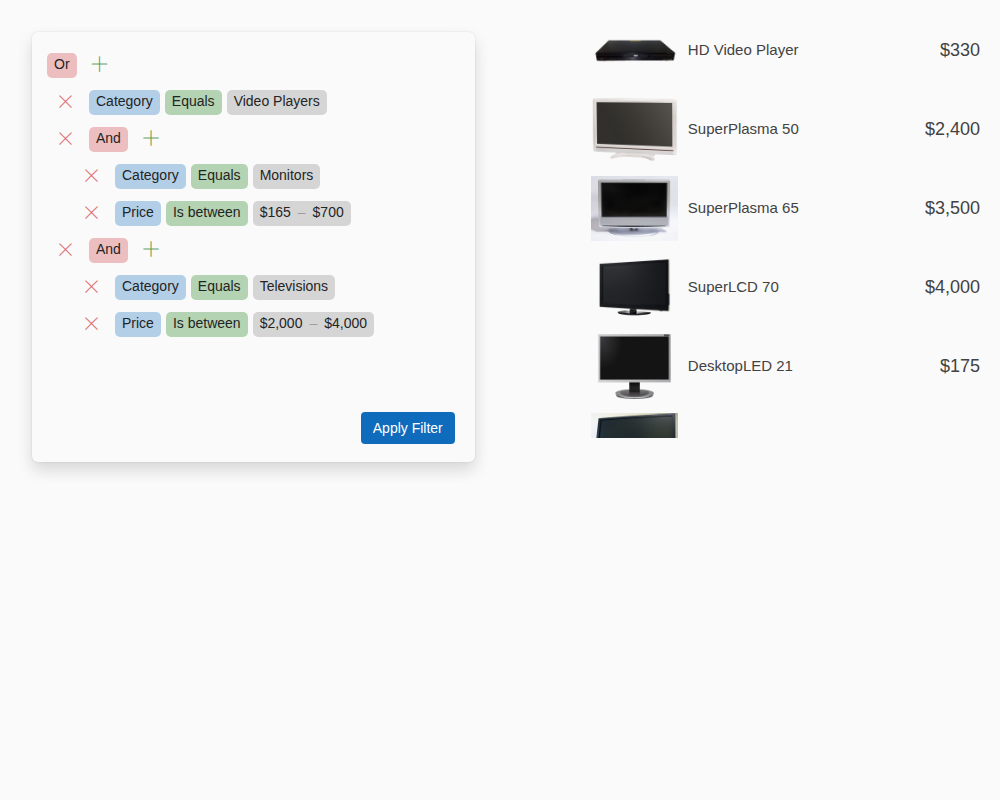 Or
Category Equals Video Players
And
Category Equals Monitors
Price Is between $165 – $700
And
Category Equals Televisions
Price Is between $2,000 – $4,000
Apply Filter
HD Video Player $330
SuperPlasma 50 $2,400
SuperPlasma 65 $3,500
SuperLCD 70 $4,000
DesktopLED 21 $175